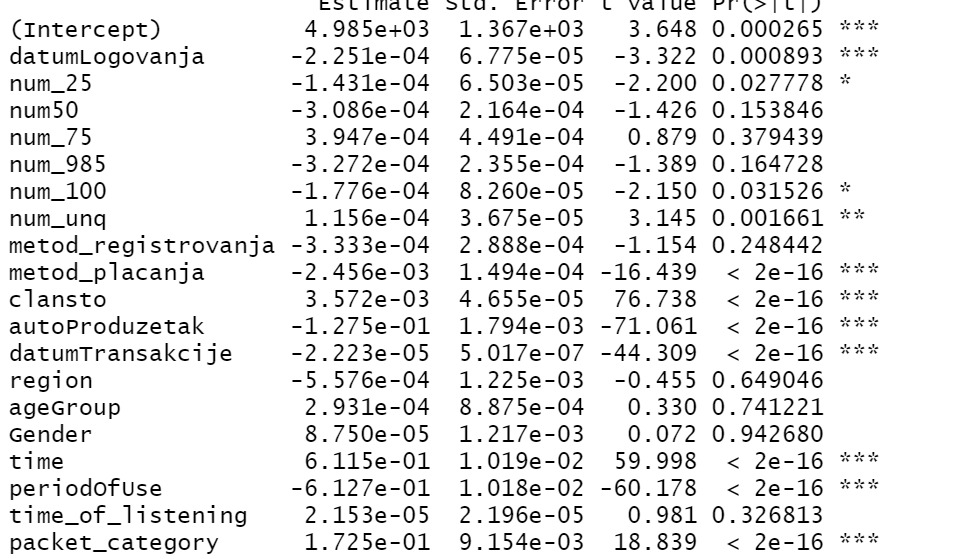 Estimate Std. Error t value Pr(>|t|)
(Intercept) 4.985e+03 1.367e+03 3.648 0.000265 ***
datumLogovanja -2.251e-04 6.775e-05 -3.322 0.000893 ***
num_25 -1.431e-04 6.503e-05 -2.200 0.027778 *
num50 -3.086e-04 2.164e-04 -1.426 0.153846
num_75 3.947e-04 4.491e-04 0.879 0.379439
num_985 -3.272e-04 2.355e-04 -1.389 0.164728
num_100 -1.776e-04 8.260e-05 -2.150 0.031526 *
num_unq 1.156e-04 3.675e-05 3.145 0.001661 **
metod_registrovanja -3.333e-04 2.888e-04 -1.154 0.248442
metod_placanja -2.456e-03 1.494e-04 -16.439 < 2e-16 ***
clansto 3.572e-03 4.655e-05 76.738 < 2e-16 ***
autoProduzetak -1.275e-01 1.794e-03 -71.061 < 2e-16 ***
datumTransakcije -2.223e-05 5.017e-07 -44.309 < 2e-16 ***
region -5.576e-04 1.225e-03 -0.455 0.649046
ageGroup 2.931e-04 8.875e-04 0.330 0.741221
Gender 8.750e-05 1.217e-03 0.072 0.942680
time 6.115e-01 1.019e-02 59.998 < 2e-16 ***
periodOfUse -6.127e-01 1.018e-02 -60.178 < 2e-16 ***
time_of_listening 2.153e-05 2.196e-05 0.981 0.326813
packet_category 1.725e-01 9.154e-03 18.839 < 2e-16 ***